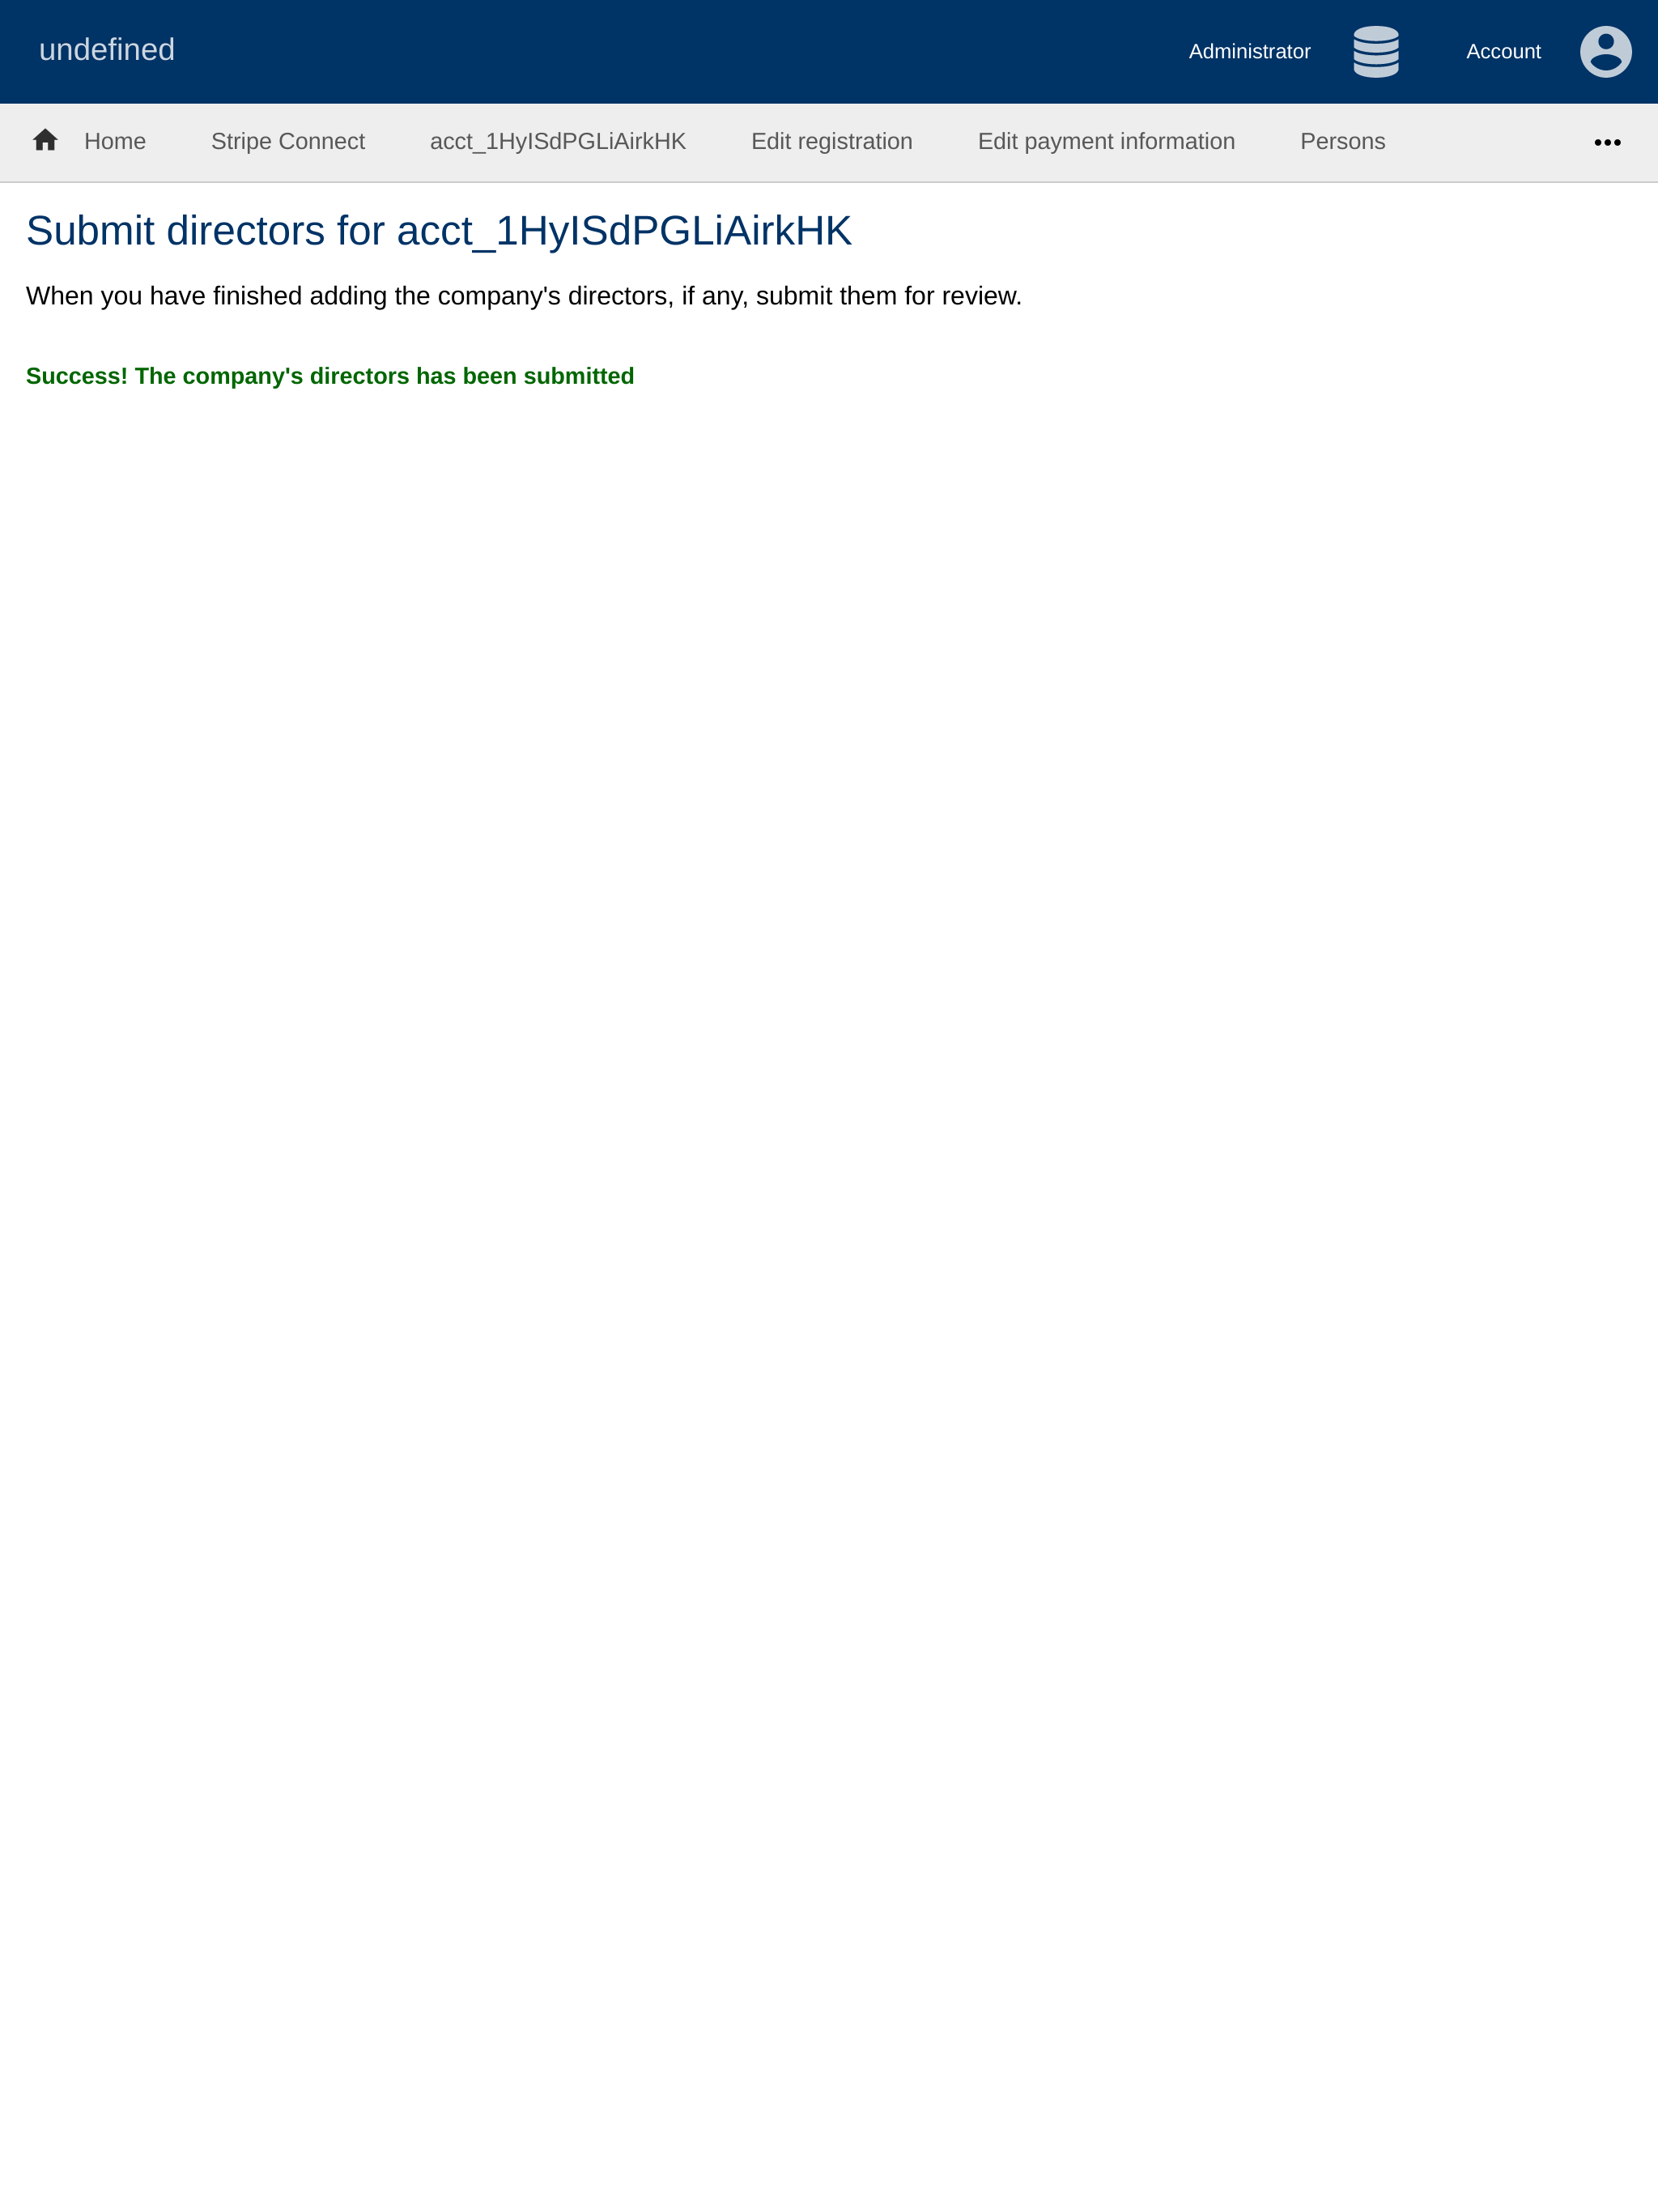 undefined
Administrator
Account
Home
Stripe Connect
acct_1HyISdPGLiAirkHK
Edit registration
Edit payment information
Persons
Submit directors for acct_1HyISdPGLiAirkHK
When you have finished adding the company's directors, if any, submit them for review.
Success! The company's directors has been submitted